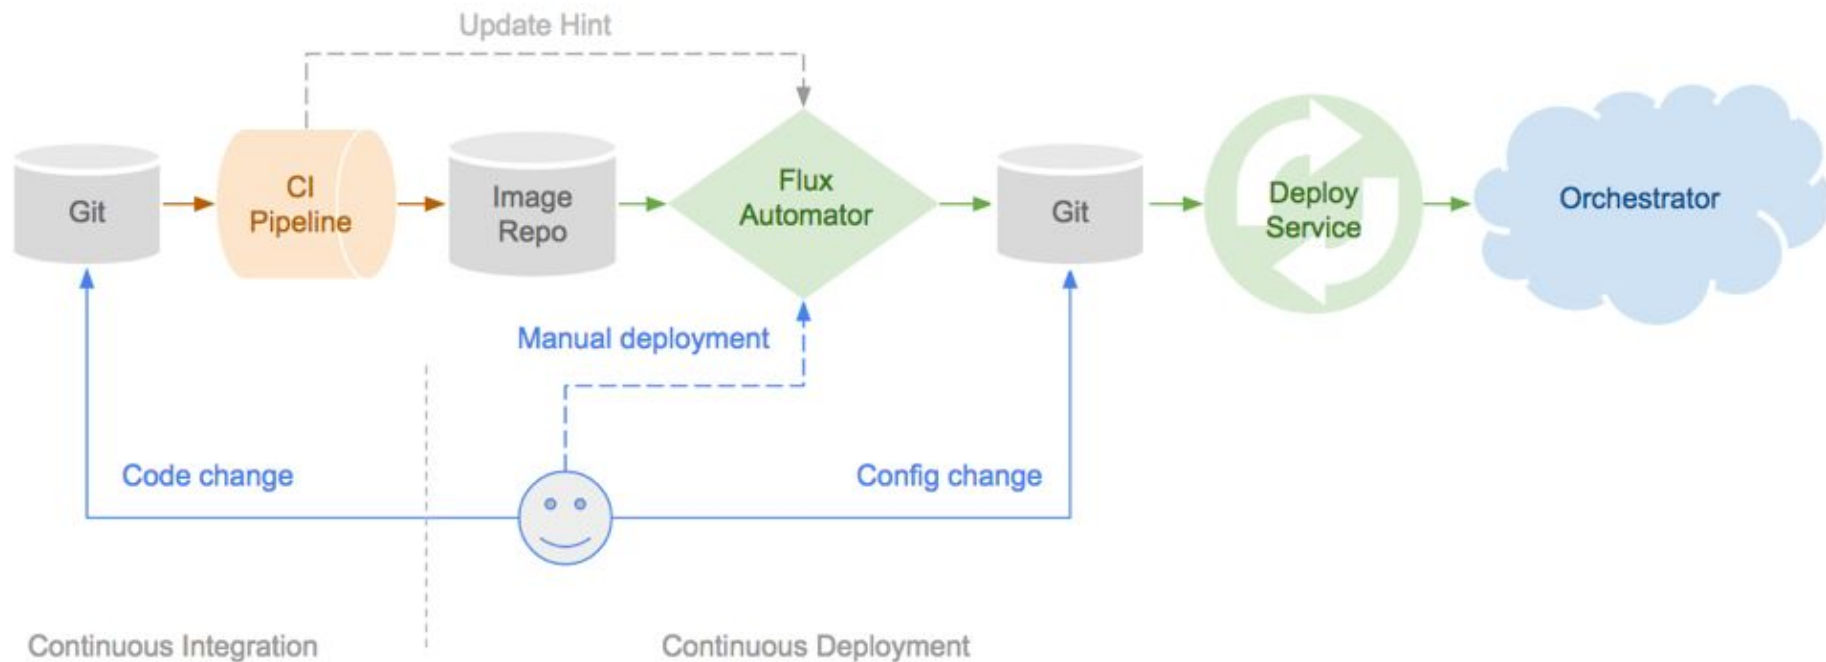 Update Hint
Git
CI
Pipeline
Image
Repo
Flux
Automator
Git
Deploy
Service
Orchestrator
Manual deployment
Code change
Config change
Continuous Integration
Continuous Deployment